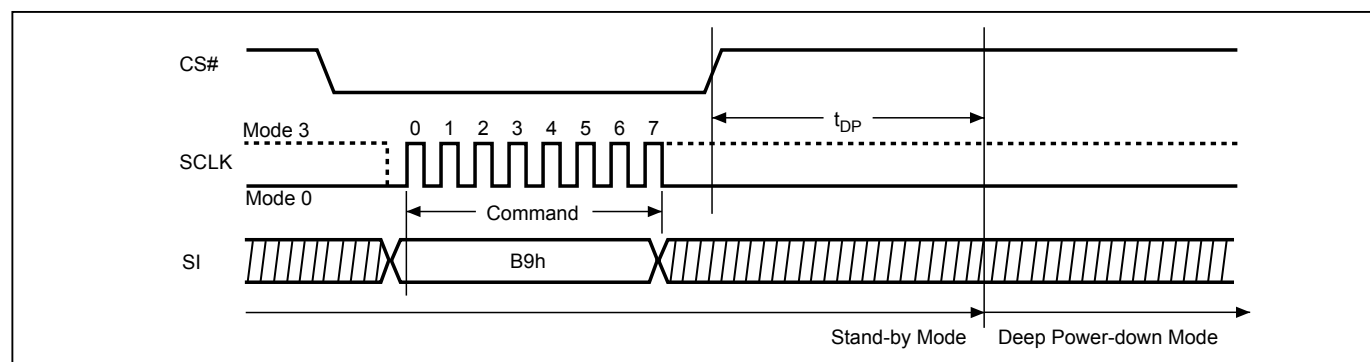 CS#
tDP
Mode 3
0 1 2 3 4 5 6 7
SCLK
Mode 0
Command
SI
B9h
Stand-by Mode
Deep Power-down Mode